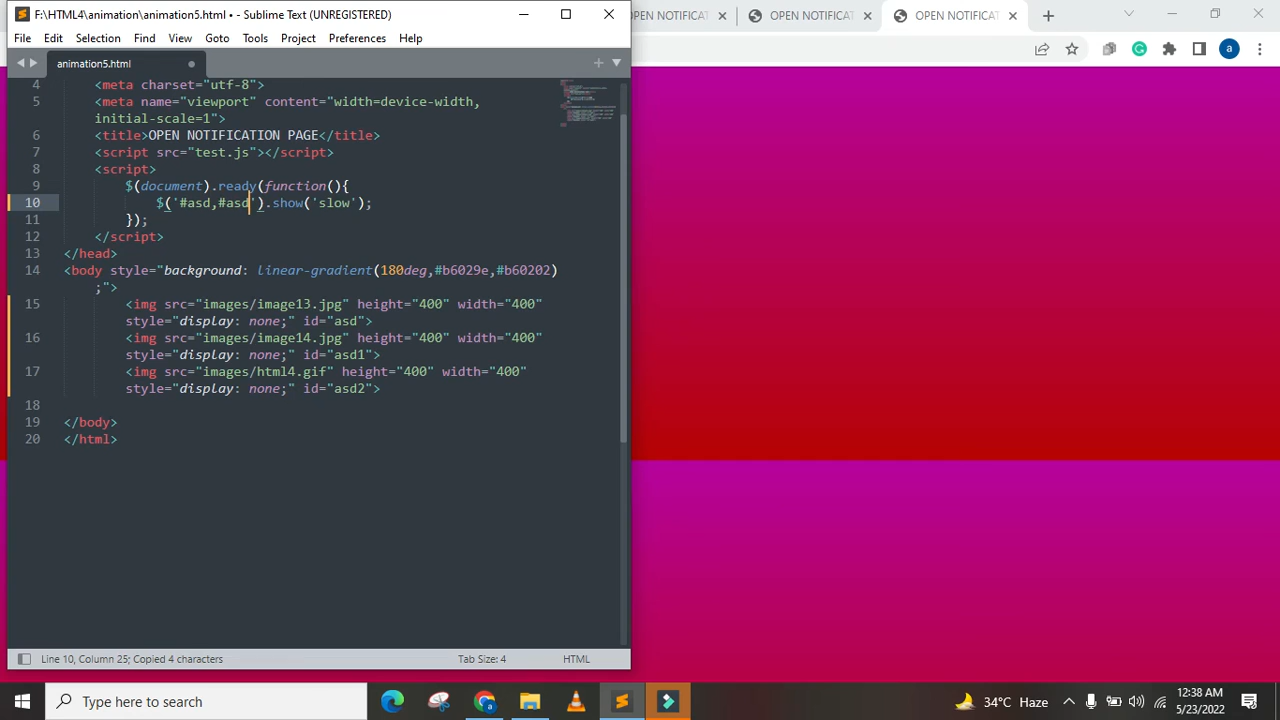 F:\HTML4\animation\animation5.html • - Sublime Text (UNREGISTERED)
OPEN NOTIFICATI
OPEN NOTIFICAT
OPEN NOTIFICAT
File Edit Selection Find View Goto Tools Project Preferences Help
a
animation5.html
4 <meta charset="utf-8">
5 <meta name="viewport" content="width=device-width,
initial-scale=1">
6 <title>OPEN NOTIFICATION PAGE</title>
7 <script src="test.js"></script>
8 <script>
9 $(document).ready(function(){
10 $('#asd,#asd').show('slow');
11 });
12 </script>
13 </head>
14 <body style="background: linear-gradient(180deg,#b6029e,#b60202)
;">
15 <img src="images/image13.jpg" height="400" width="400"
style="display: none;" id="asd">
16 <img src="images/image14.jpg" height="400" width="400"
style="display: none;" id="asd1">
17 <img src="images/html4.gif" height="400" width="400"
style="display: none;" id="asd2">
18
19 </body>
20 </html>
Line 10, Column 25; Copied 4 characters
Tab Size: 4
HTML
Type here to search
34°C Haze
12:38 AM
5/23/2022